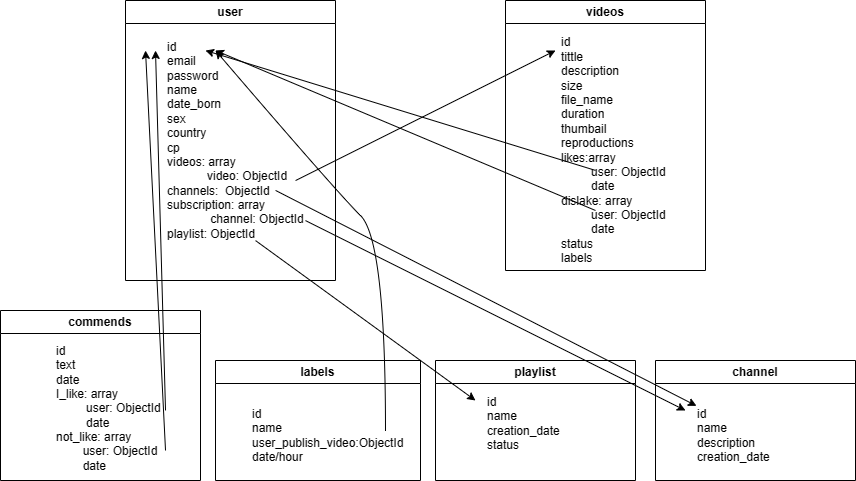 user
id
email
password
name
date_born
sex
country
cp
videos: array
video: ObjectId
channels: ObjectId
subscription: array
channel: ObjectId
playlist: ObjectId
videos
id
tittle
description
size
file_name
duration
thumbail
reproductions
likes:array
user: ObjectId
date
dislake: array
user: ObjectId
date
status
labels
commends
id
text
date
I_like: array
user: ObjectId
date
not_like: array
user: ObjectId
date
labels
id
name
user_publish_video:ObjectId
date/hour
playlist
id
name
creation_date
status
channel
id
name
description
creation_date